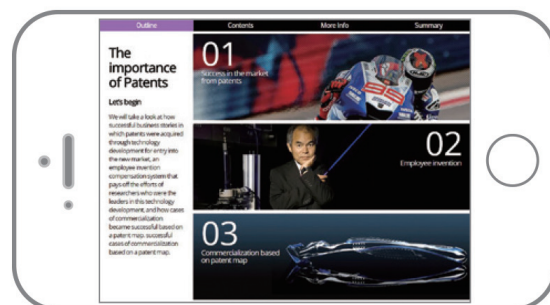 Outline
Contents
More Info
Summary
The
importance
of Patents
Let's begin
We will take a look at how
successful business stories in
which patents were acquired
through technology
development for entry into
the new market, an
employee invention
compensation system that
pays off the efforts of
researchers who were the
leaders in this technology
development, and how cases
of commercialization
became successful based on
a patent map. successful
cases of commercialization
based on a patent map.
01
Success in the market
from patents
02
Employee invention
03
Commercialization based
on patent map